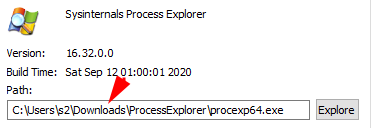 Sysinternals Process Explorer
Version: 16.32.0.0
Build Time: Sat Sep 12 01:00:01 2020
Path:
C:\Users\s2\Downloads\ProcessExplorer\procexp64.exe Explore